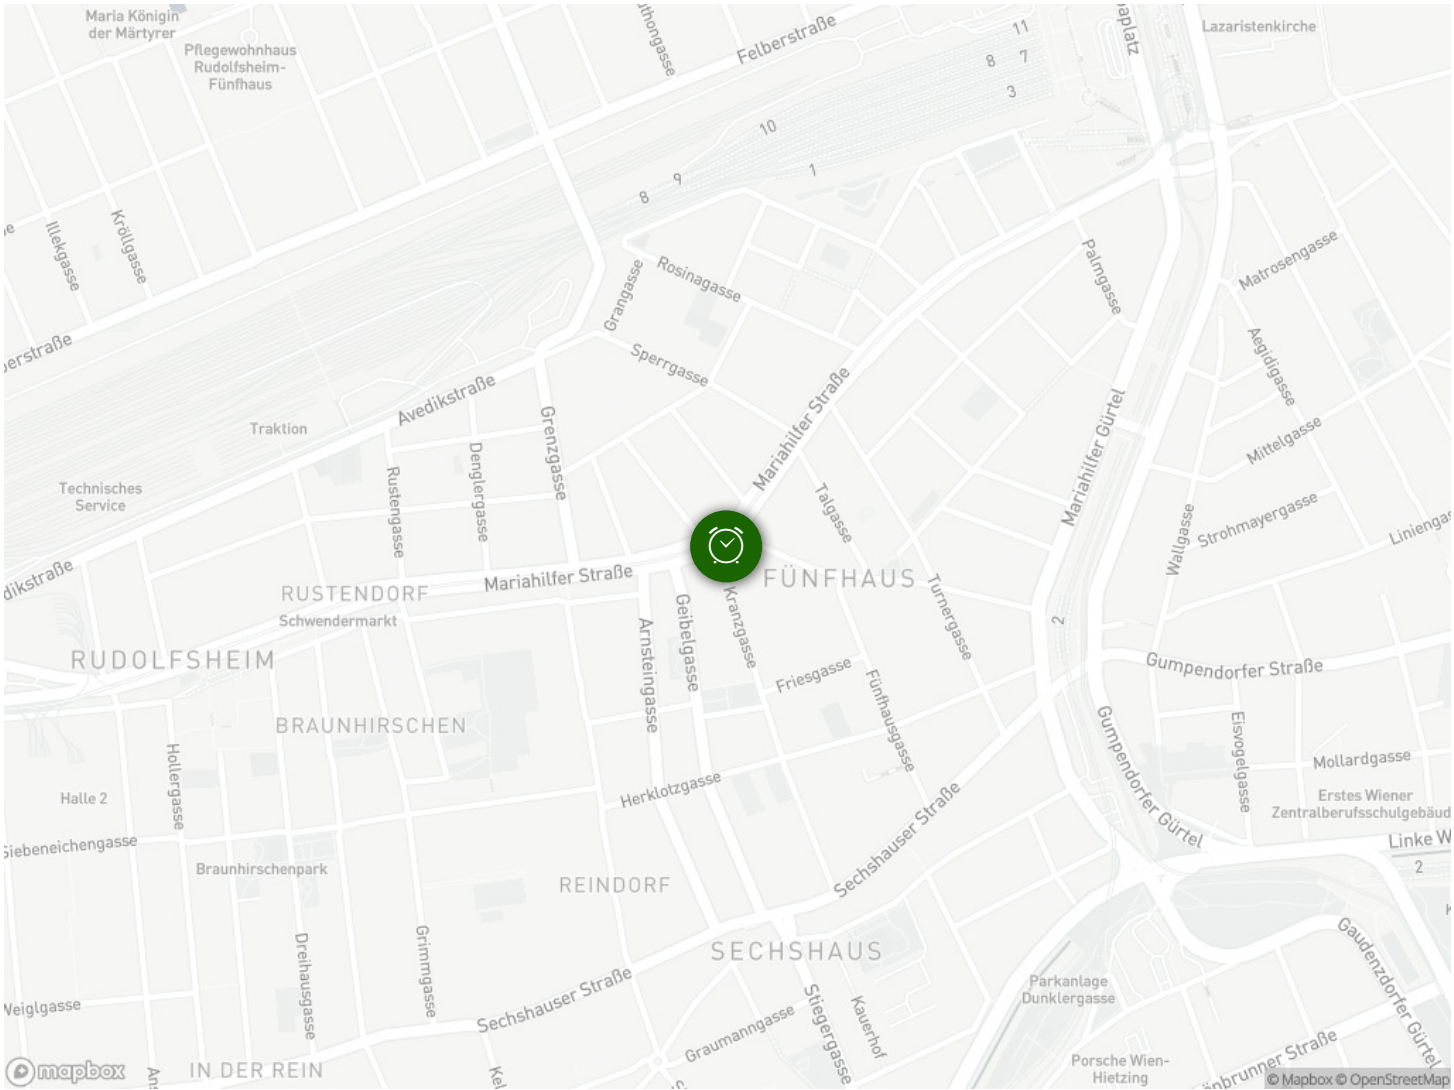 Maria Königin
der Märtyrer
Pflegewohnhaus
Rudolfsheim-
Fünfhaus
Felberstraße
11
8
7
3
10
9
8
1
Lazaristenkirche
Illekgasse
Kröllgasse
Grangasse
Rosinagasse
Palmgasse
Matrosengasse
Aegidigasse
Sperrgasse
Avedikstraße
Traktion
Grenzgasse
Denglergasse
Rustengasse
Mariahilfer Straße
Mariahilfer Gürtel
Mittelgasse
Technisches
Service
Talgasse
Wallgasse
Strohmayergasse
FÜNFHAUS
Mariahilfer Straße
RUSTENDORF
Schwendermarkt
RUDOLFSHEIM
Turnergasse
2
Kranzgasse
Geibelgasse
Arnsteingasse
Friesgasse
Fünfhausgasse
Gumpendorfer Straße
BRAUNHIRSCHEN
Hollergasse
Halle 2
Gumpendorfer Gürtel
Eisvogelgasse
Mollardgasse
Erstes Wiener
Herklotzgasse
Sechshauser Straße
Siebeneichengasse
Braunhirschenpark
REINDORF
2
SECHSHAUS
Grimmgasse
Dreihausgasse
Weiglgasse
Sechshauser Straße
Stiegergasse
Kauerhof
Graumanngasse
Parkanlage
Dunklergasse
Gaudenzdorfer Gürtel
Porsche Wien-
Hietzing
IN DER REIN
mapbox
© Mapbox © OpenStreetMap